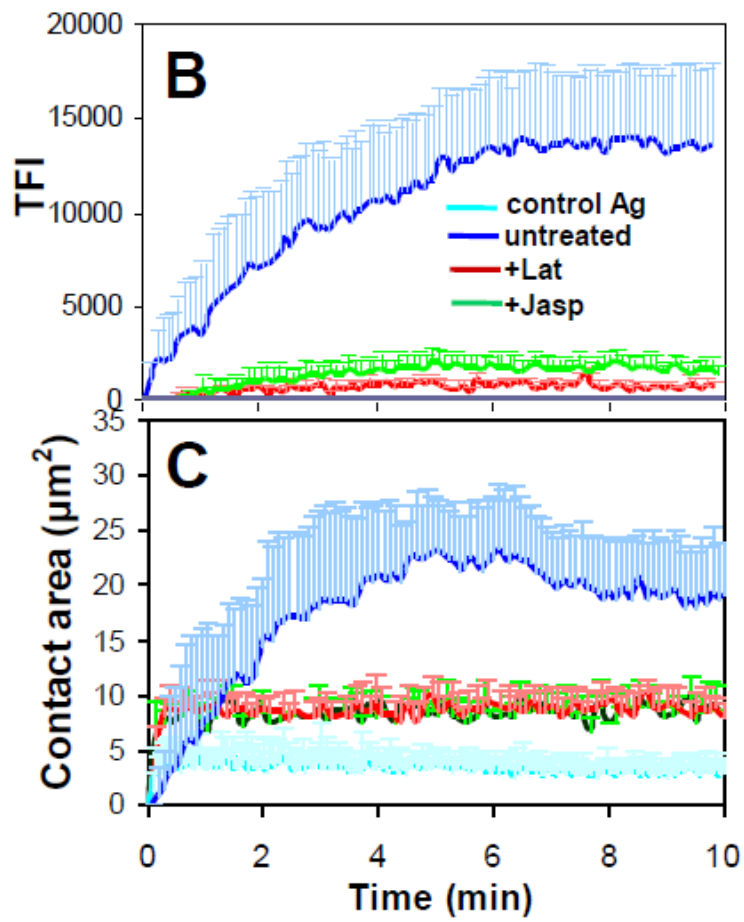 20000
B
15000
TFI
10000
control Ag
untreated
+Lat
+Jasp
5000
0
35
C
30
25
Contact area (µm²)
20
15
10
5
0
0 2 4 6 8 10
Time (min)